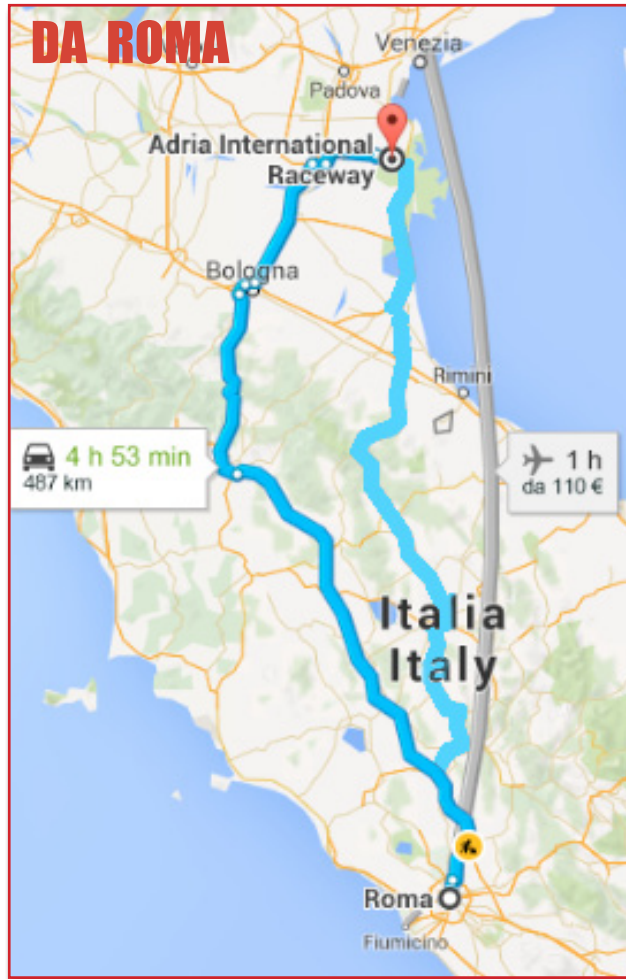 DA ROMA
Venezia
Padova
Adria International
Raceway
Bologna
Rimini
4 h 53 min
487 km
1 h
da 110 €
Italia
Italy
Roma
Fiumicino